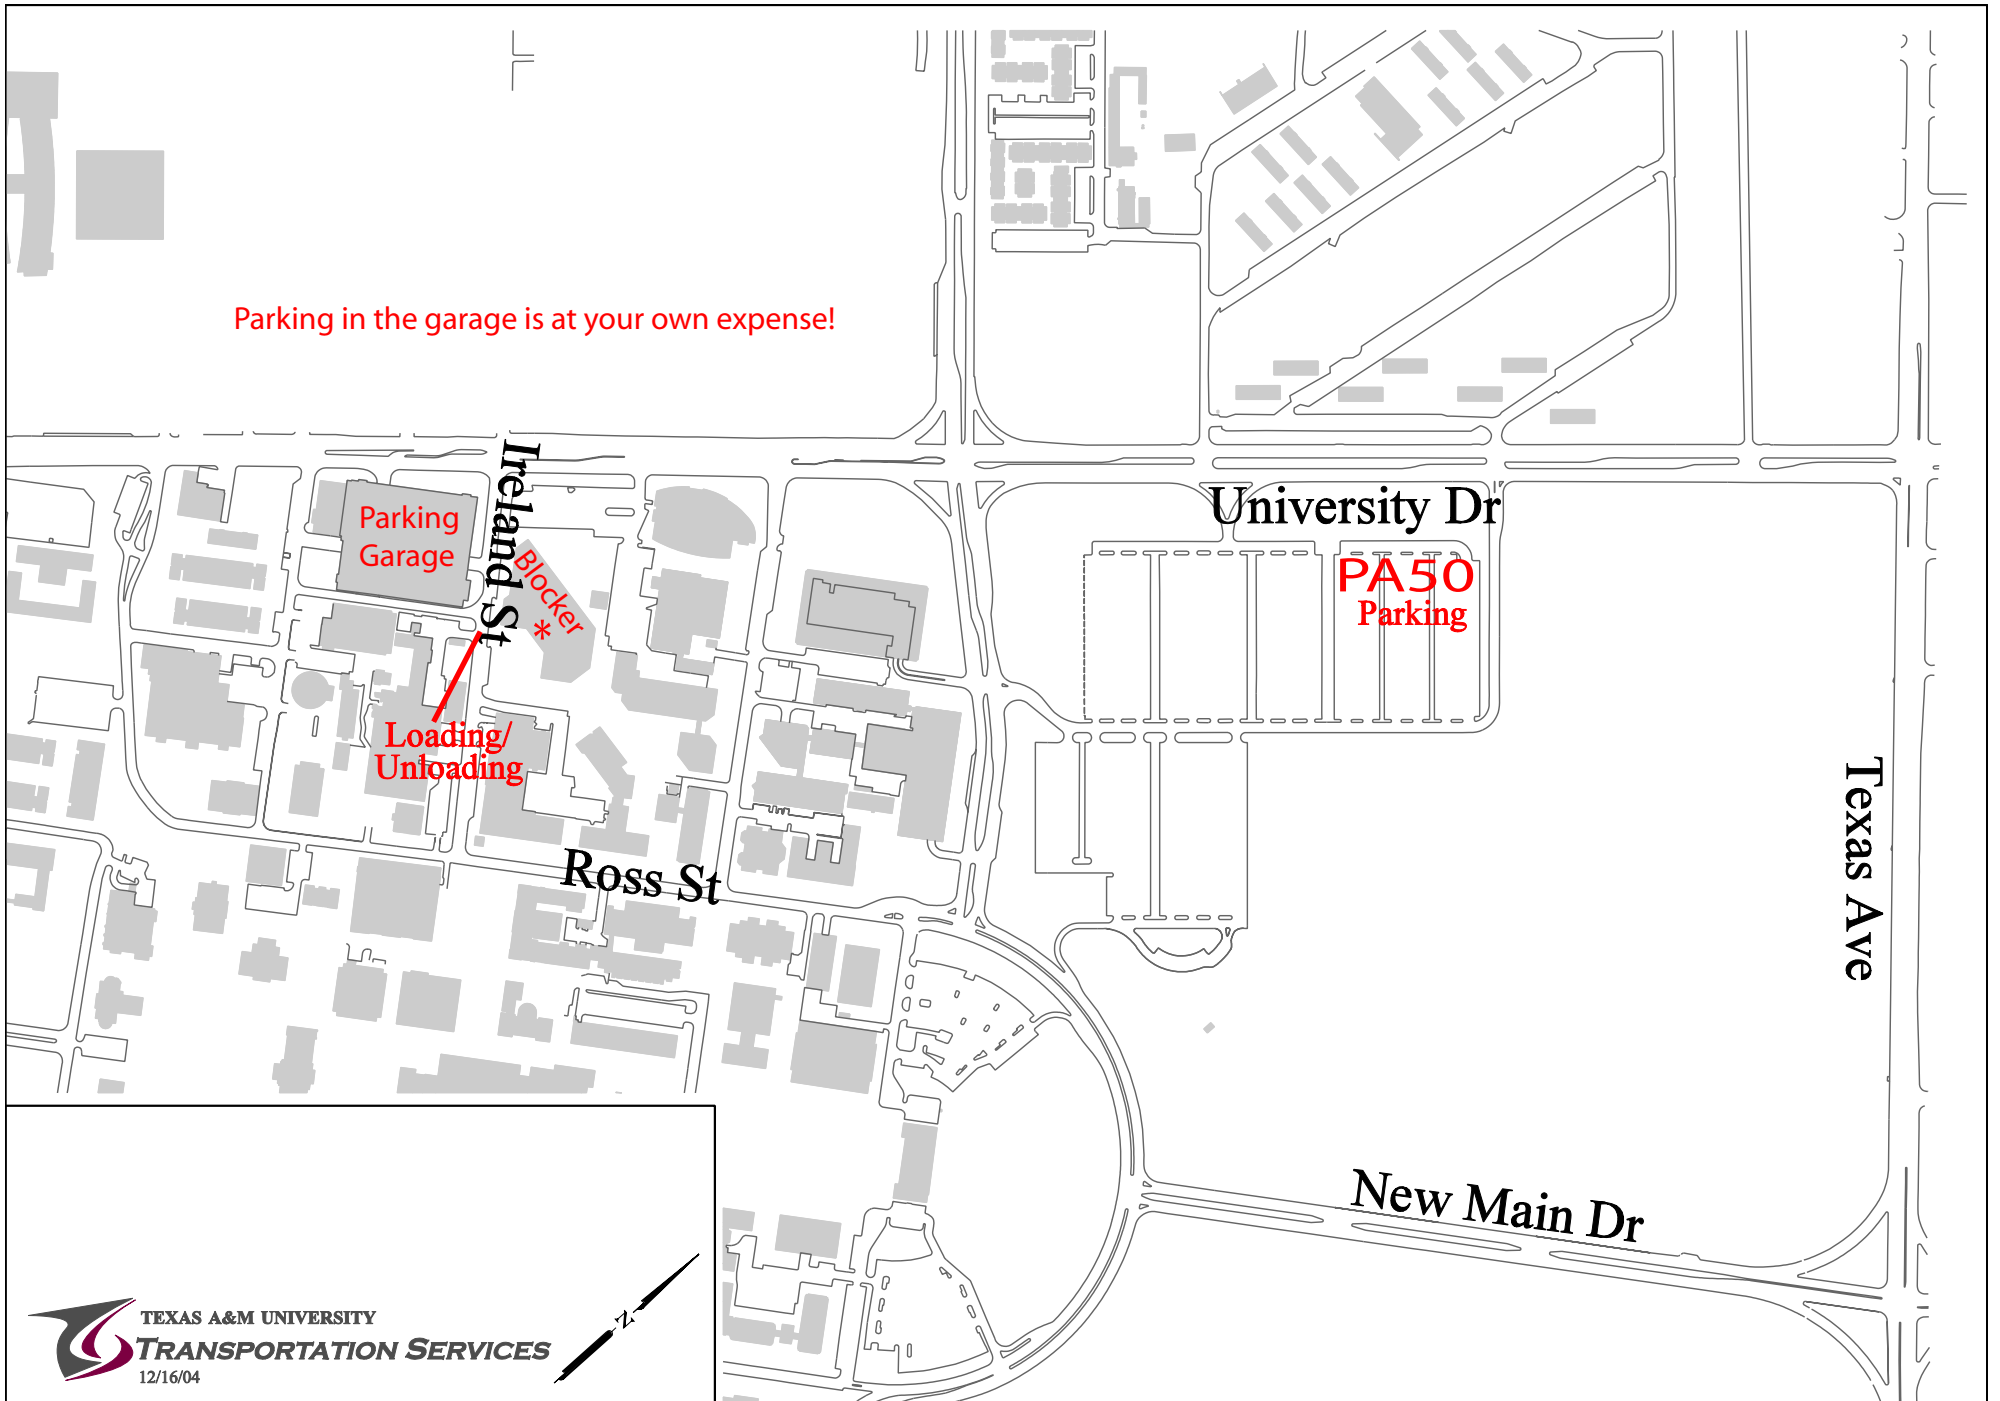 Parking in the garage is at your own expense!
Ireland St
University Dr
Parking
Garage
Blocker
*
PA50
Parking
Loading/
Unloading
Texas Ave
Ross St
New Main Dr
N
TEXAS A&M UNIVERSITY
TRANSPORTATION SERVICES
12/16/04